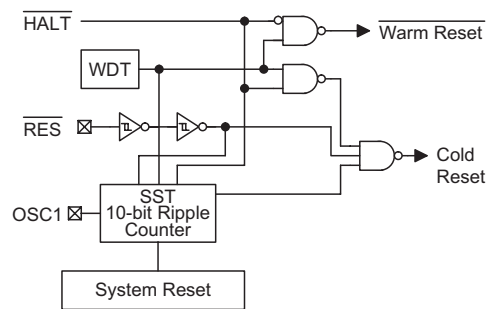 HALT
Warm Reset
WDT
RES
Cold
Reset
SST
10-bit Ripple
Counter
OSC1
System Reset